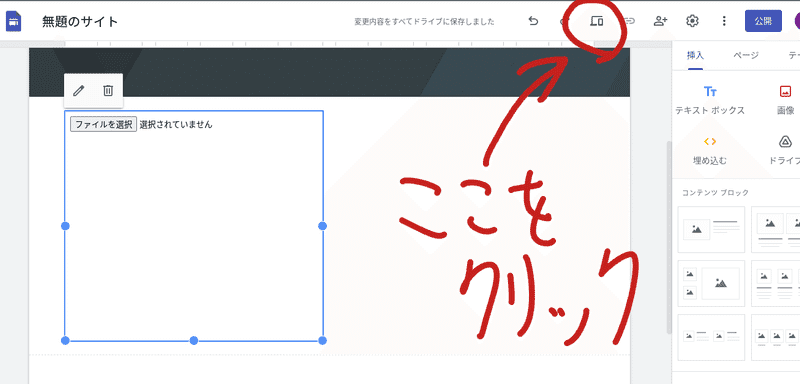 無題のサイト
変更内容をすべてドライブに保存しました
公開
挿入 ページ テー
ファイルを選択 選択されていません
Tт
テキスト ボックス 画像
埋め込む ドライブ
コンテンツ ブロック
ここを
クリック